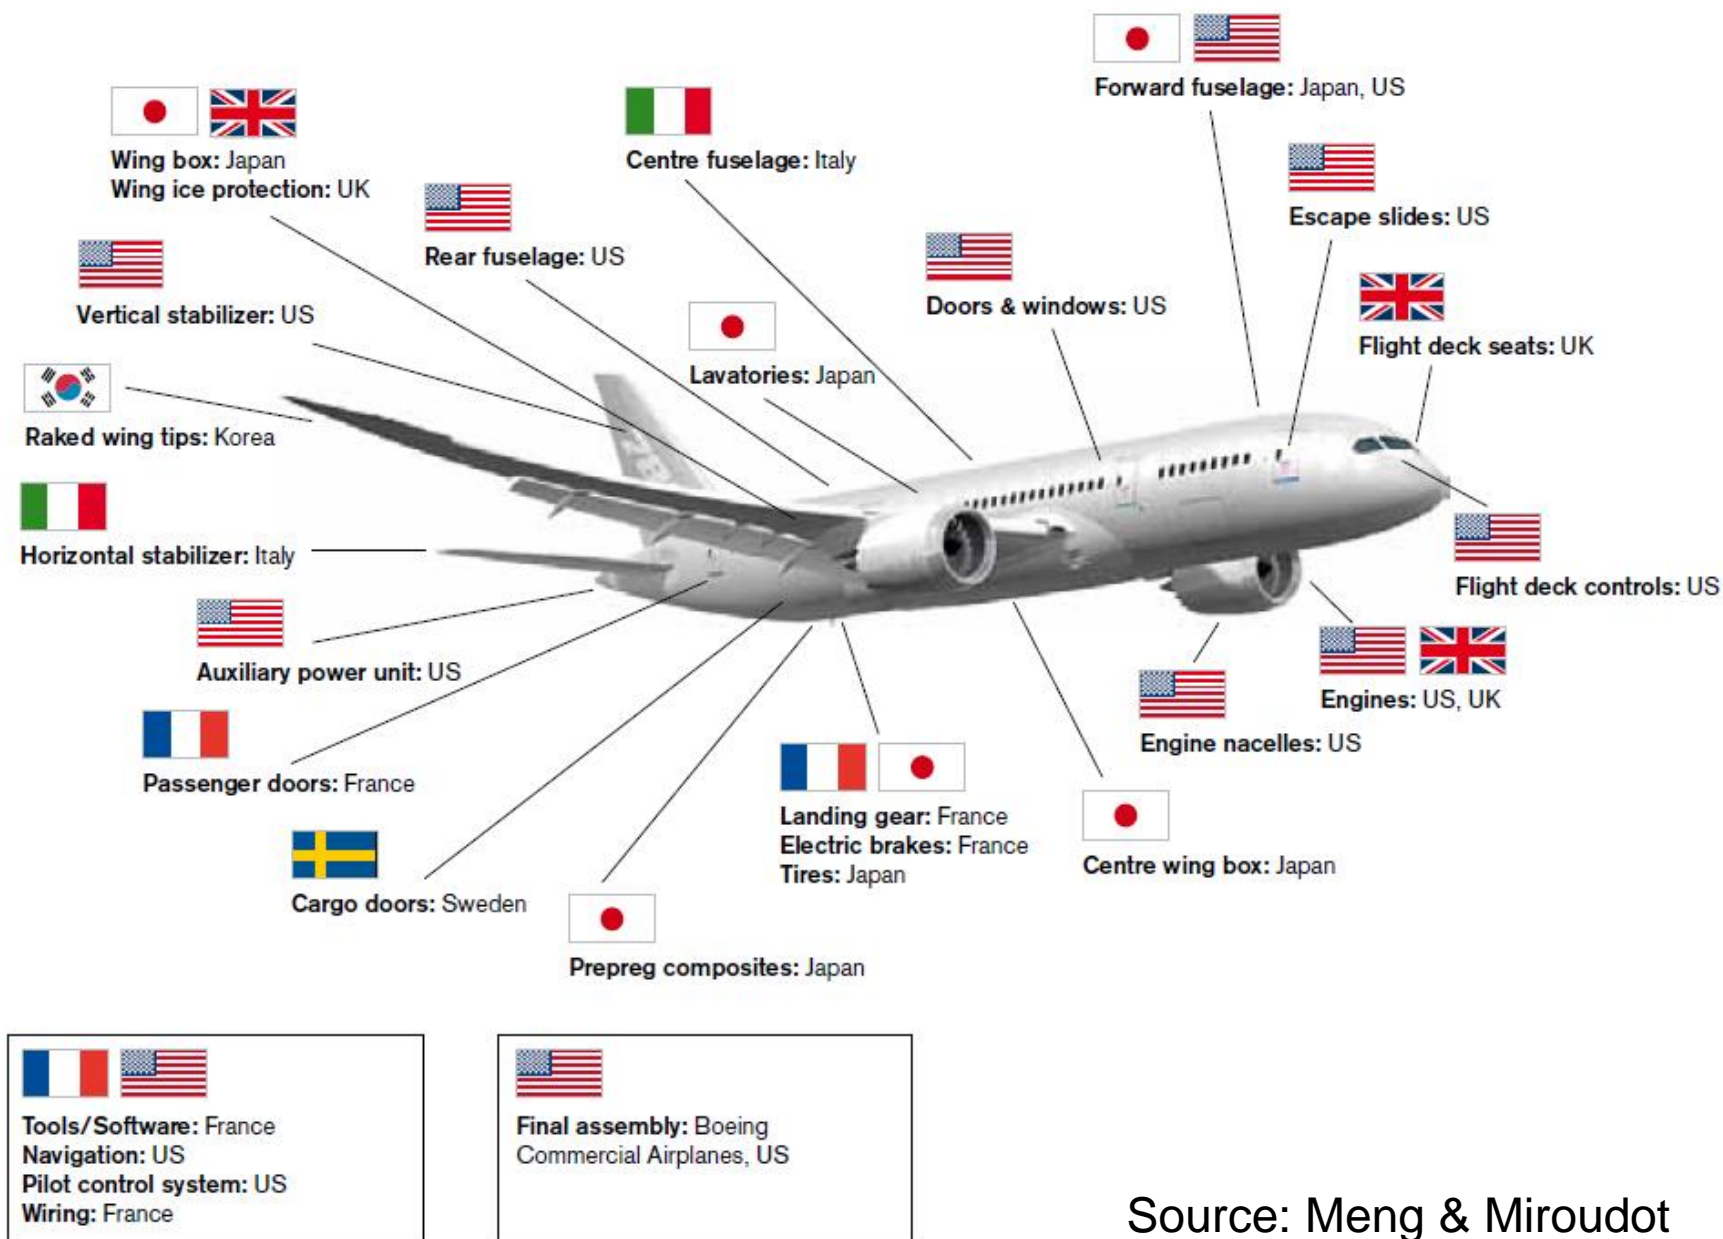 Forward fuselage: Japan, US
Wing box: Japan
Wing ice protection: UK
Centre fuselage: Italy
Escape slides: US
Rear fuselage: US
Doors & windows: US
Vertical stabilizer: US
Flight deck seats: UK
Lavatories: Japan
Raked wing tips: Korea
Horizontal stabilizer: Italy
Flight deck controls: US
Auxiliary power unit: US
Engines: US, UK
Engine nacelles: US
Passenger doors: France
Landing gear: France
Electric brakes: France
Tires: Japan
Centre wing box: Japan
Cargo doors: Sweden
Prepreg composites: Japan
Tools/Software: France
Navigation: US
Pilot control system: US
Wiring: France
Final assembly: Boeing
Commercial Airplanes, US
Source: Meng & Miroudot